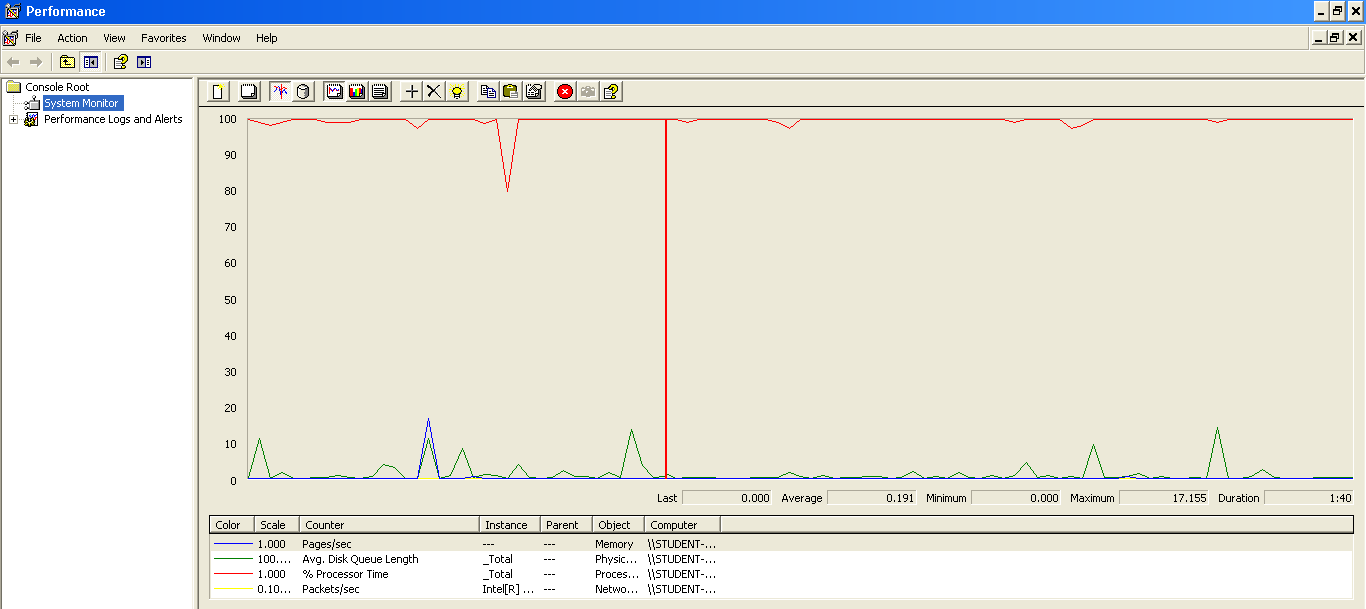 Performance
File Action View Favorites Window Help
Console Root
System Monitor
Performance Logs and Alerts
100
90
80
70
60
50
40
30
20
10
0
Last 0.000 Average 0.191 Minimum 0.000 Maximum 17.155 Duration 1:40
Color Scale Counter Instance Parent Object Computer
1.000 Pages/sec --- --- Memory \\STUDENT-...
100.... Avg. Disk Queue Length _Total --- Physic... \\STUDENT-...
1.000 % Processor Time _Total --- Proces... \\STUDENT-...
0.10... Packets/sec Intel[R] ... --- Netwo... \\STUDENT-...